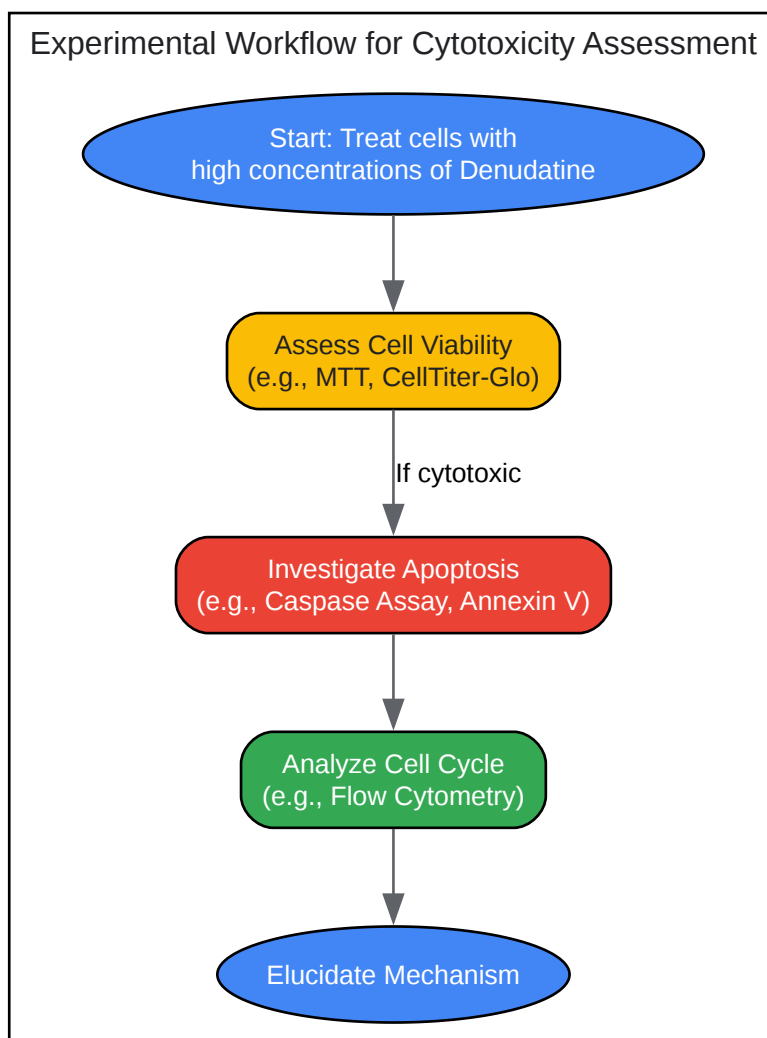 Experimental Workflow for Cytotoxicity Assessment
Start: Treat cells with
high concentrations of Denudatine
Assess Cell Viability
(e.g., MTT, CellTiter-Glo)
If cytotoxic
Investigate Apoptosis
(e.g., Caspase Assay, Annexin V)
Analyze Cell Cycle
(e.g., Flow Cytometry)
Elucidate Mechanism